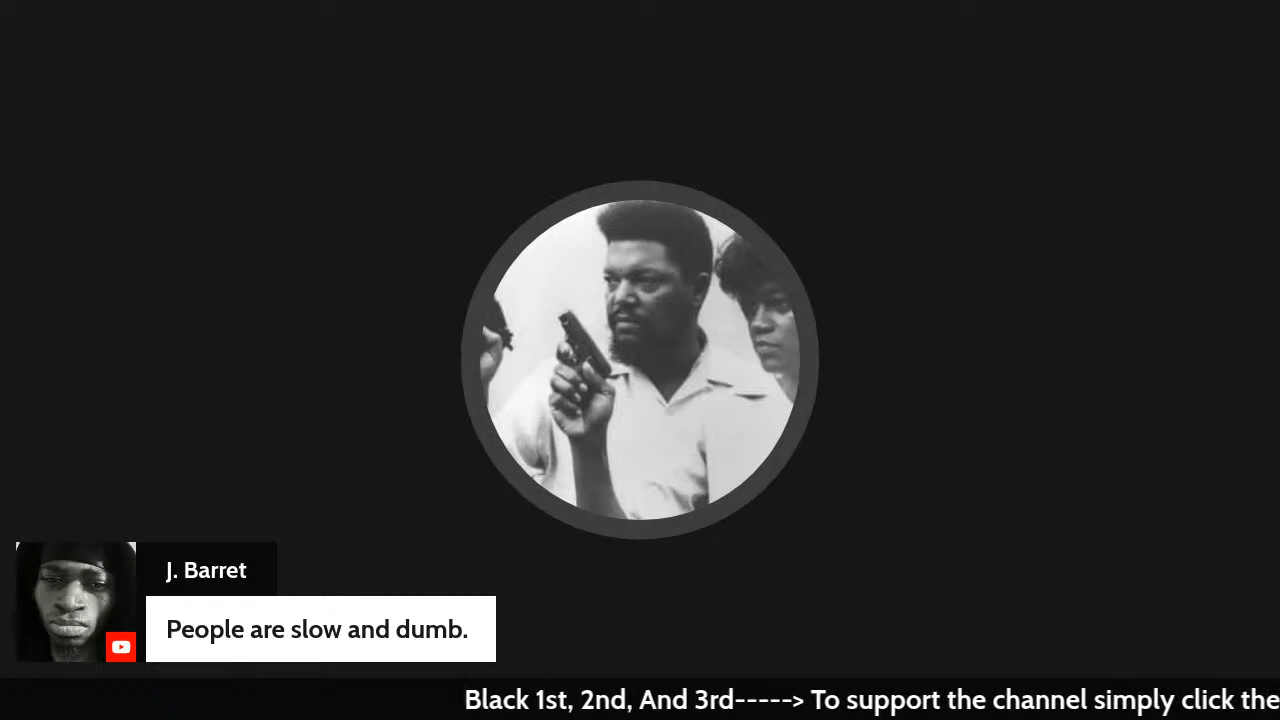 J. Barret
People are slow and dumb.
Black 1st, 2nd, And 3rd-----> To support the channel simply click the